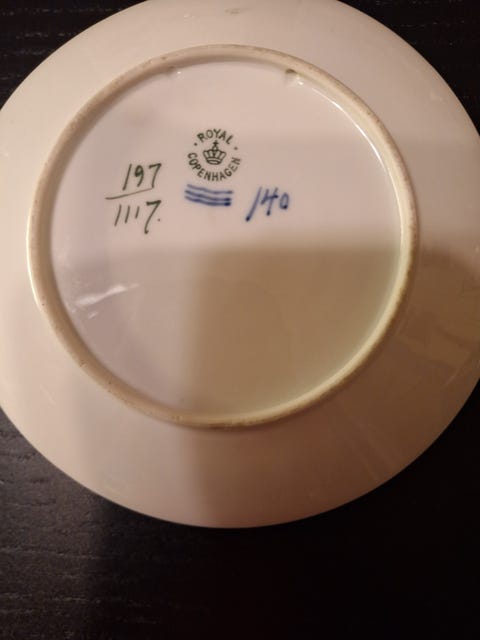 ROYAL
COPENHAGEN
197
1117.
140